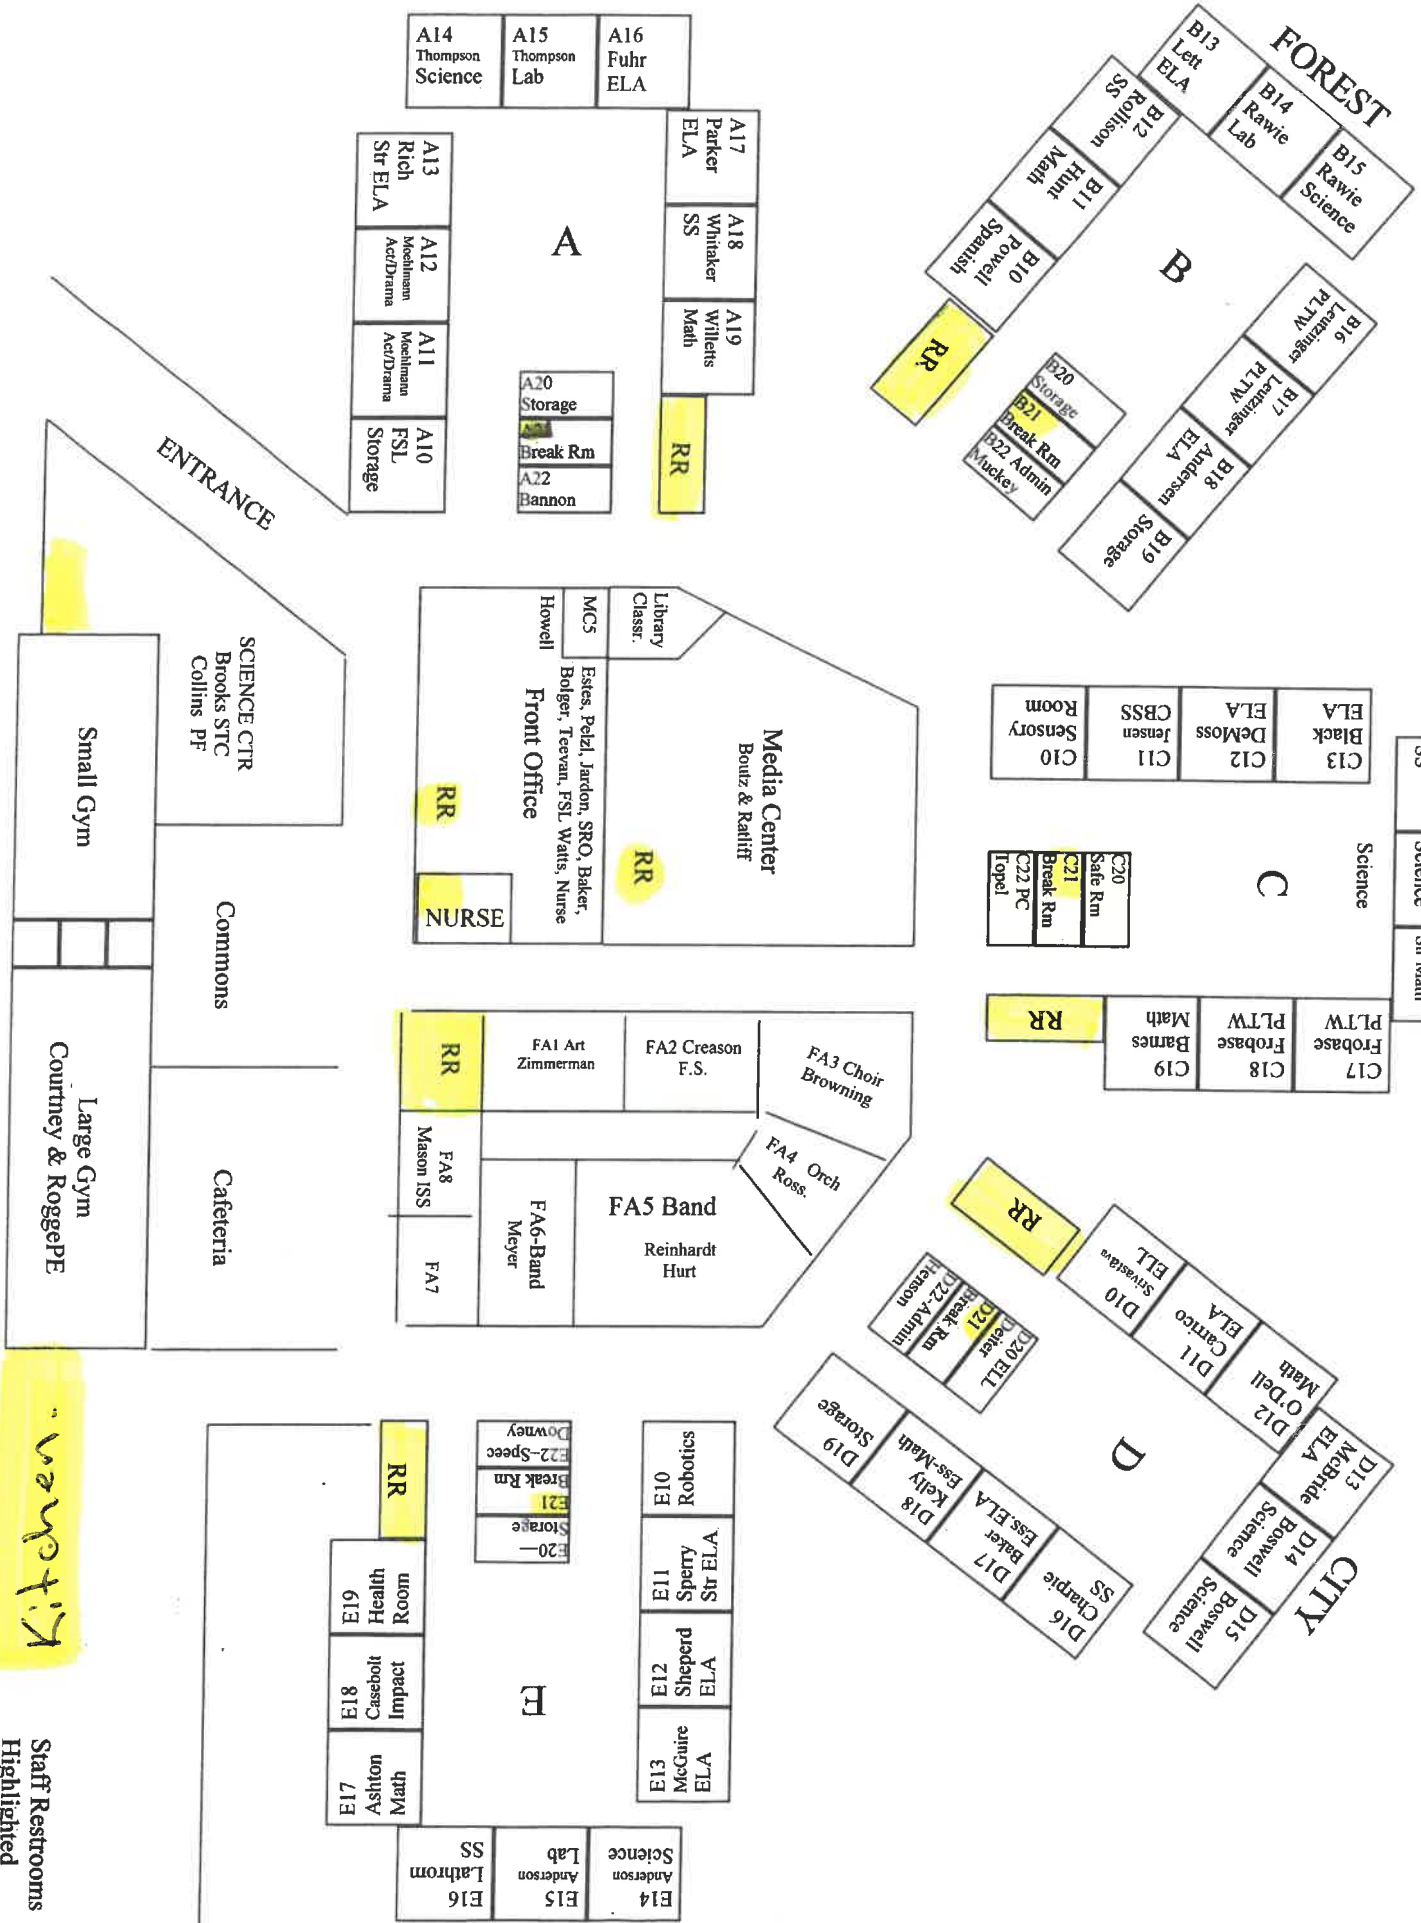 A14
Thompson
Science
A15
Thompson
Lab
A16
Fuhr
ELA
A17
Parker
ELA
A18
Whitaker
SS
A19
Willetts
Math
RR
A13
Rich
Str ELA
A12
Moehlmann
Act/Drama
A11
Moehlmann
Act/Drama
A10
FSL
Storage
A
A20
Storage
Break Rm
A22
Bannon
FOREST
B13
Lett
ELA
B14
Rawie
Lab
B15
Rawie
Science
B12
Rollison
SS
B11
Hunt
Math
B10
Powell
Spanish
RR
B
B16
Leutzinger
PLTW
B17
Leutzinger
PLTW
B18
Andersen
ELA
B19
Storage
B20
Storage
B21
Break Rm
B22 Admin
Muckey
ENTRANCE
SCIENCE CTR
Brooks STC
Collins PF
Small Gym
Commons
Large Gym
Courtney & RoggePE
Cafeteria
Kitchen.
Library
Classr.
MC5
Howell
Estes, Pelzl, Jardon, SRO, Baker,
Bolger, Teevan, FSL Watts, Nurse
Front Office
RR
NURSE
Media Center
Boutz & Ratliff
RR
C10
Sensory
Room
C11
Jensen
CBSS
C12
DeMoss
ELA
C13
Black
ELA
SS
Science
Str Math
Science
C
C20
Safe Rm
C21
Break Rm
C22 PC
Topel
RR
C19
Barnes
Math
C18
Frobase
PLTW
C17
Frobase
PLTW
RR
FA1 Art
Zimmerman
FA2 Creason
F.S.
FA3 Choir
Browning
FA4 Orch
Ross.
FA5 Band
Reinhardt
Hurt
FA6-Band
Meyer
FA8
Mason ISS
FA7
RR
D10
Srivastava
ELL
D11
Carrico
ELA
D12
O'Dell
Math
D13
McBride
ELA
D14
Boswell
Science
D15
Boswell
Science
CITY
D
D20 ELL
Deiter
D21
Break Rm
D22-Admin
Henson
D19
Storage
D18
Kelly
Ess-Math
D17
Baker
Ess.ELA
D16
Charpie
SS
RR
E22-Speec
Downey
E21
Break Rm
E20—
Storage
E10
Robotics
E11
Sperry
Str ELA
E12
Sheperd
ELA
E13
McGuire
ELA
E
E19
Health
Room
E18
Casebolt
Impact
E17
Ashton
Math
E16
Lathrom
SS
E15
Anderson
Lab
E14
Anderson
Science
Staff Restrooms
Highlighted